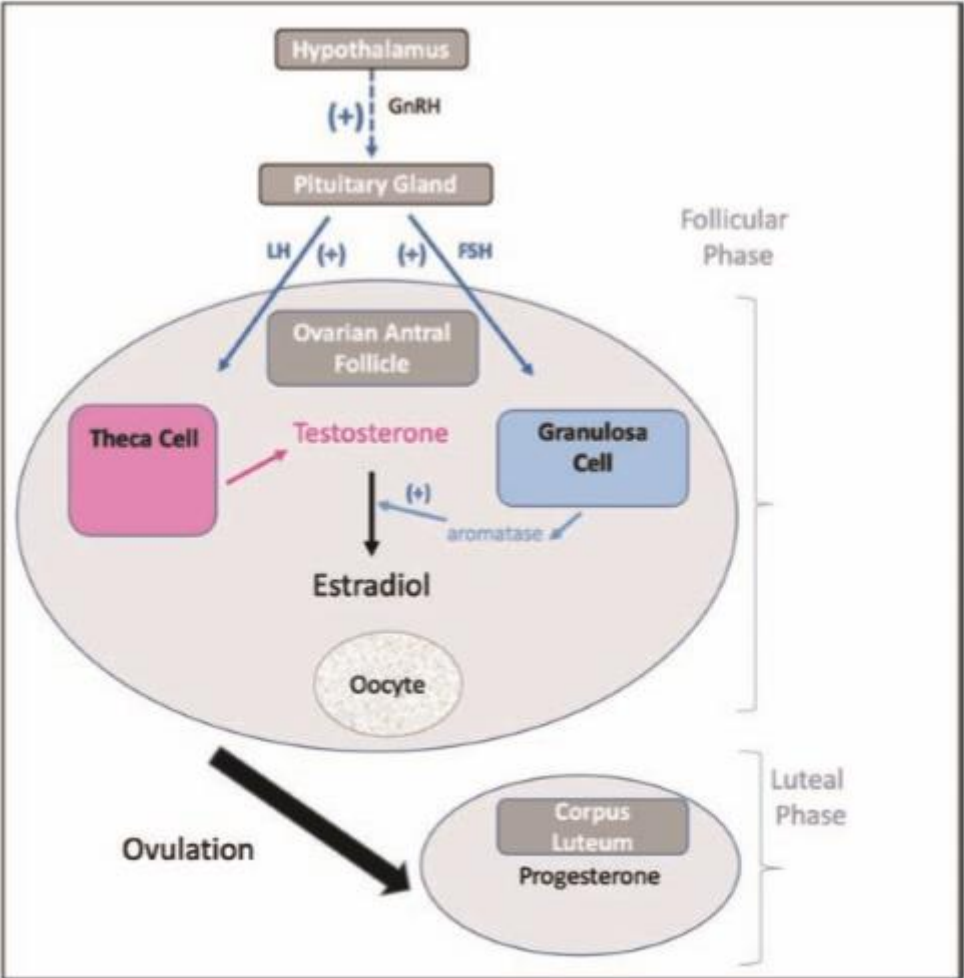 Hypothalamus
(+)
GnRH
Pituitary Gland
LH
(+)
(+)
FSH
Follicular
Phase
Ovarian Antral
Follicle
Theca Cell
Testosterone
Granulosa
Cell
(+)
aromatase
Estradiol
Oocyte
Ovulation
Corpus
Luteum
Progesterone
Luteal
Phase